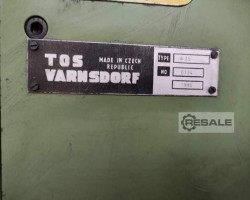 TOS
MADE IN CZECH
REPUBLIC
VARNSDORF
TYPE
NO
RESALE